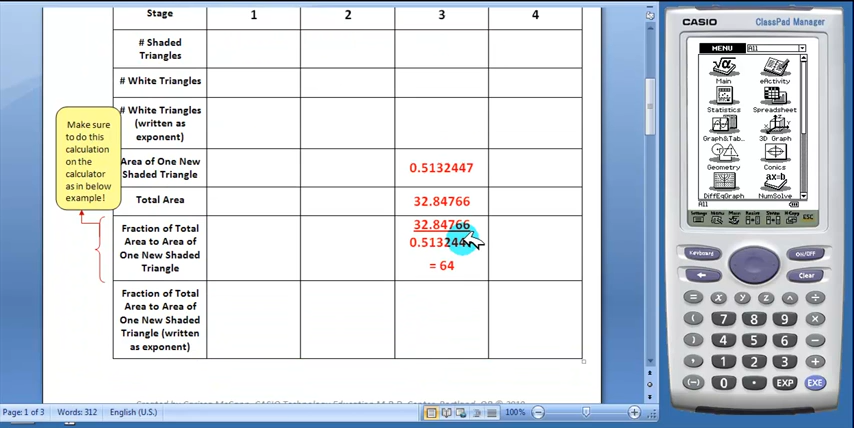 Stage 1 2 3 4
# Shaded
Triangles
# White Triangles
# White Triangles
(written as
exponent)
Make sure
to do this
calculation
on the
calculator
as in below
example!
Area of One New
Shaded Triangle
0.5132447
Total Area
32.84766
Fraction of Total
Area to Area of
One New Shaded
Triangle
32.84766
0.513244
= 64
Fraction of Total
Area to Area of
One New Shaded
Triangle (written
as exponent)
Page: 1 of 3 Words: 312 English (U.S.) 100%
CASIO ClassPad Manager
MENU All
Main eActivity
Statistics Spreadsheet
Graph&Tab... 3D Graph
Geometry Conics
DiffEqGraph NumSolve
All
Keyboard ON/OFF
Clear
= x y z ^ ÷
( 7 8 9 ×
) 4 5 6 −
, 1 2 3 +
(−) 0 . EXP EXE